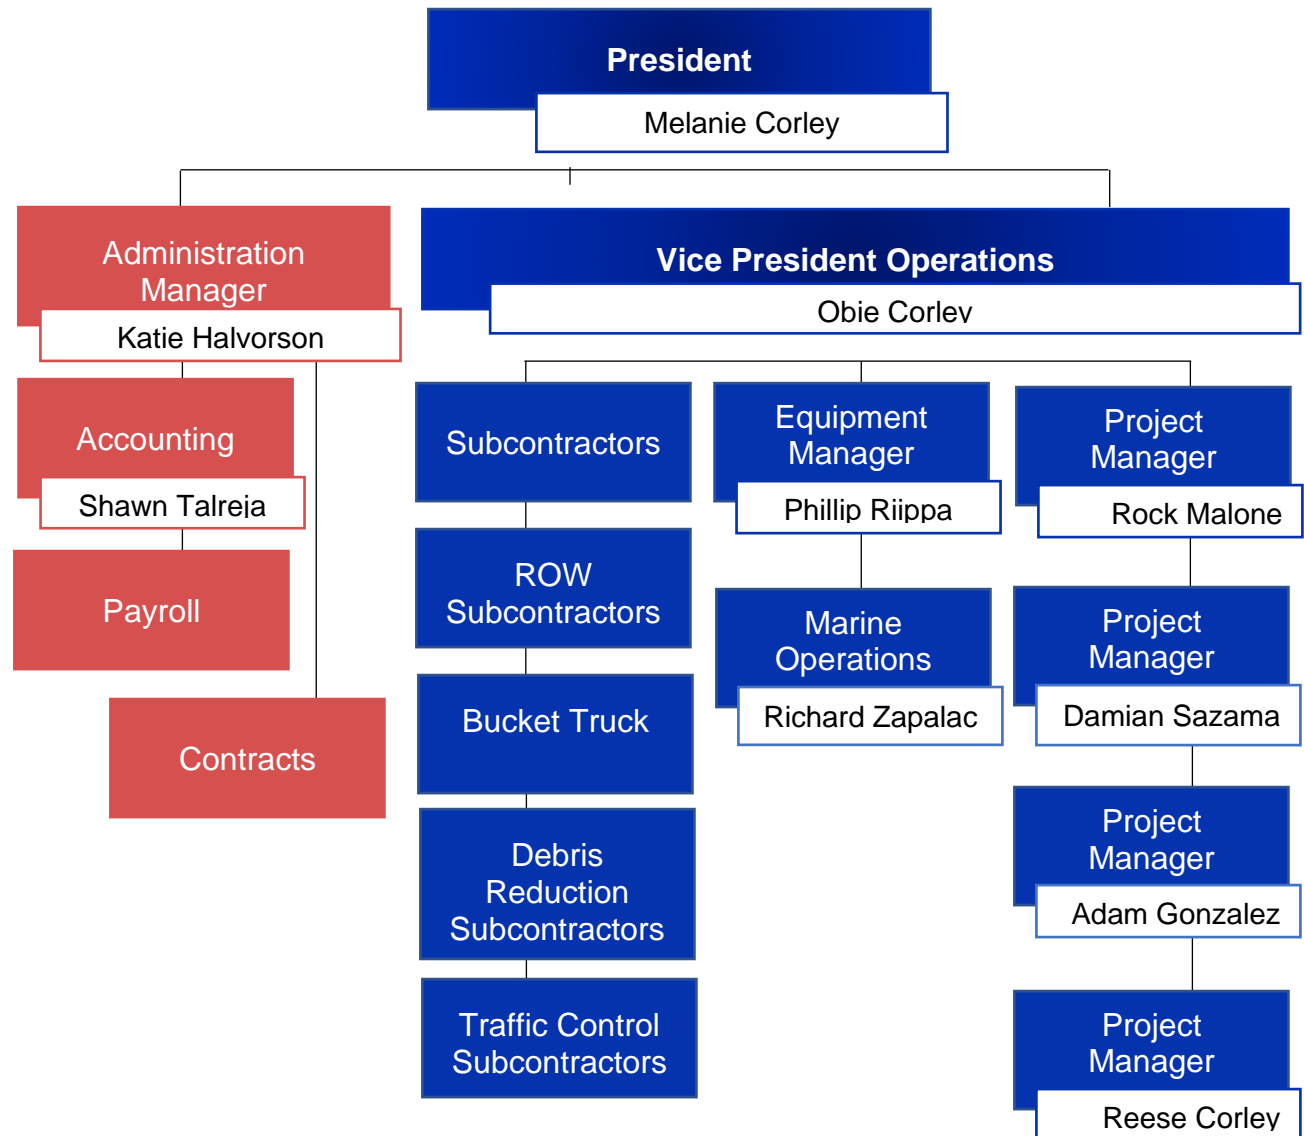 President
Melanie Corley
Administration
Manager
Katie Halvorson
Vice President Operations
Obie Corley
Accounting
Shawn Talreja
Payroll
Contracts
Subcontractors
ROW
Subcontractors
Bucket Truck
Debris
Reduction
Subcontractors
Traffic Control
Subcontractors
Equipment
Manager
Phillip Riippa
Marine
Operations
Richard Zapalac
Project
Manager
Rock Malone
Project
Manager
Damian Sazama
Project
Manager
Adam Gonzalez
Project
Manager
Reese Corley